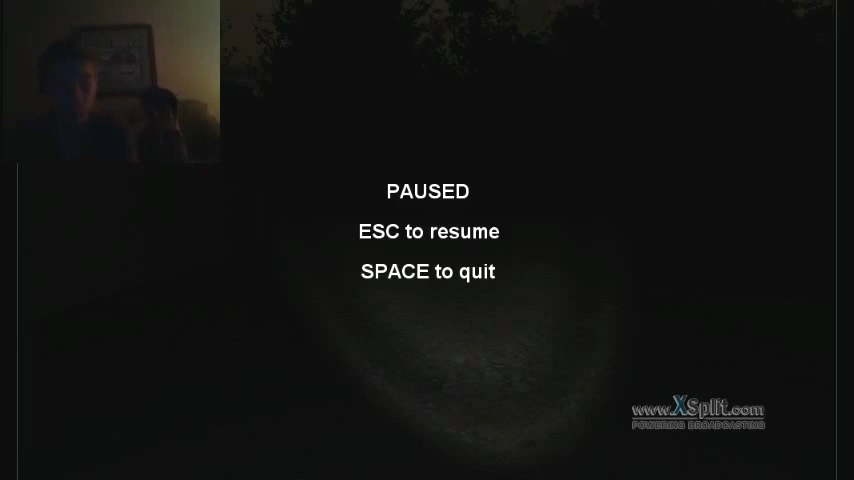 PAUSED
ESC to resume
SPACE to quit
www.XSplit.com
POWERING BROADCASTING